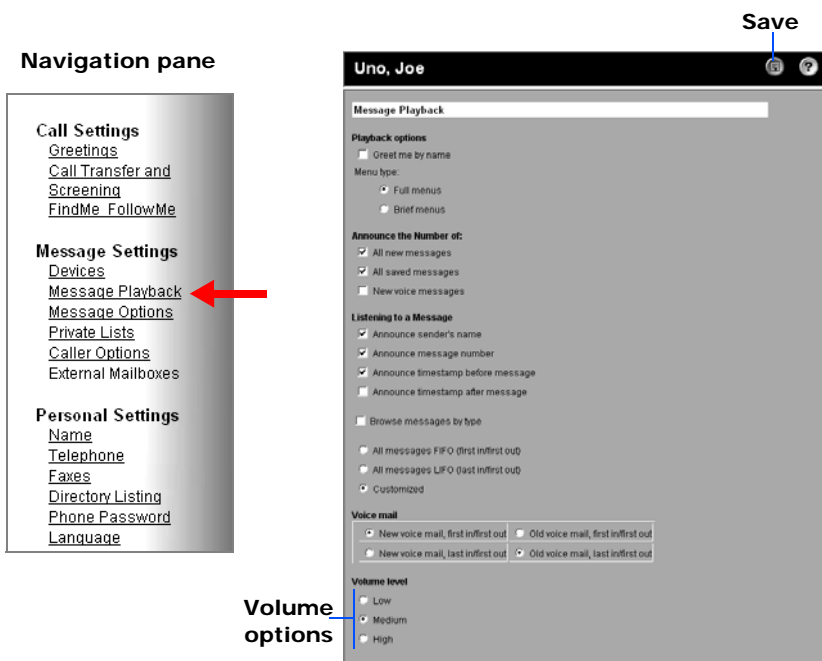 Save
Navigation pane
Call Settings
Greetings
Call Transfer and
Screening
FindMe FollowMe
Message Settings
Devices
Message Playback
Message Options
Private Lists
Caller Options
External Mailboxes
Personal Settings
Name
Telephone
Faxes
Directory Listing
Phone Password
Language
Uno, Joe
?
Message Playback
Playback options
Greet me by name
Menu type:
Full menus
Brief menus
Announce the Number of:
All new messages
All saved messages
New voice messages
Listening to a Message
Announce sender's name
Announce message number
Announce timestamp before message
Announce timestamp after message
Browse messages by type
All messages FIFO (first in/first out)
All messages LIFO (last in/first out)
Customized
Voice mail
New voice mail, first in/first out Old voice mail, first in/first out
New voice mail, last in/first out Old voice mail, last in/first out
Volume level
Low
Medium
High
Volume
options